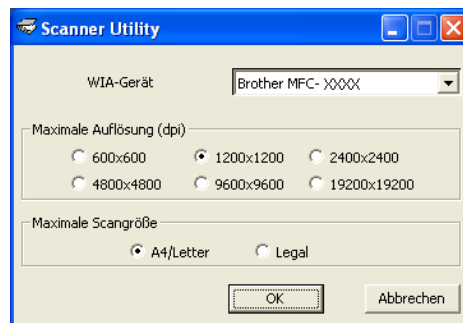 Scanner Utility
WIA-Gerät Brother MFC- XXXX
Maximale Auflösung (dpi)
600x600 1200x1200 2400x2400
4800x4800 9600x9600 19200x19200
Maximale Scangröße
A4/Letter Legal
OK Abbrechen